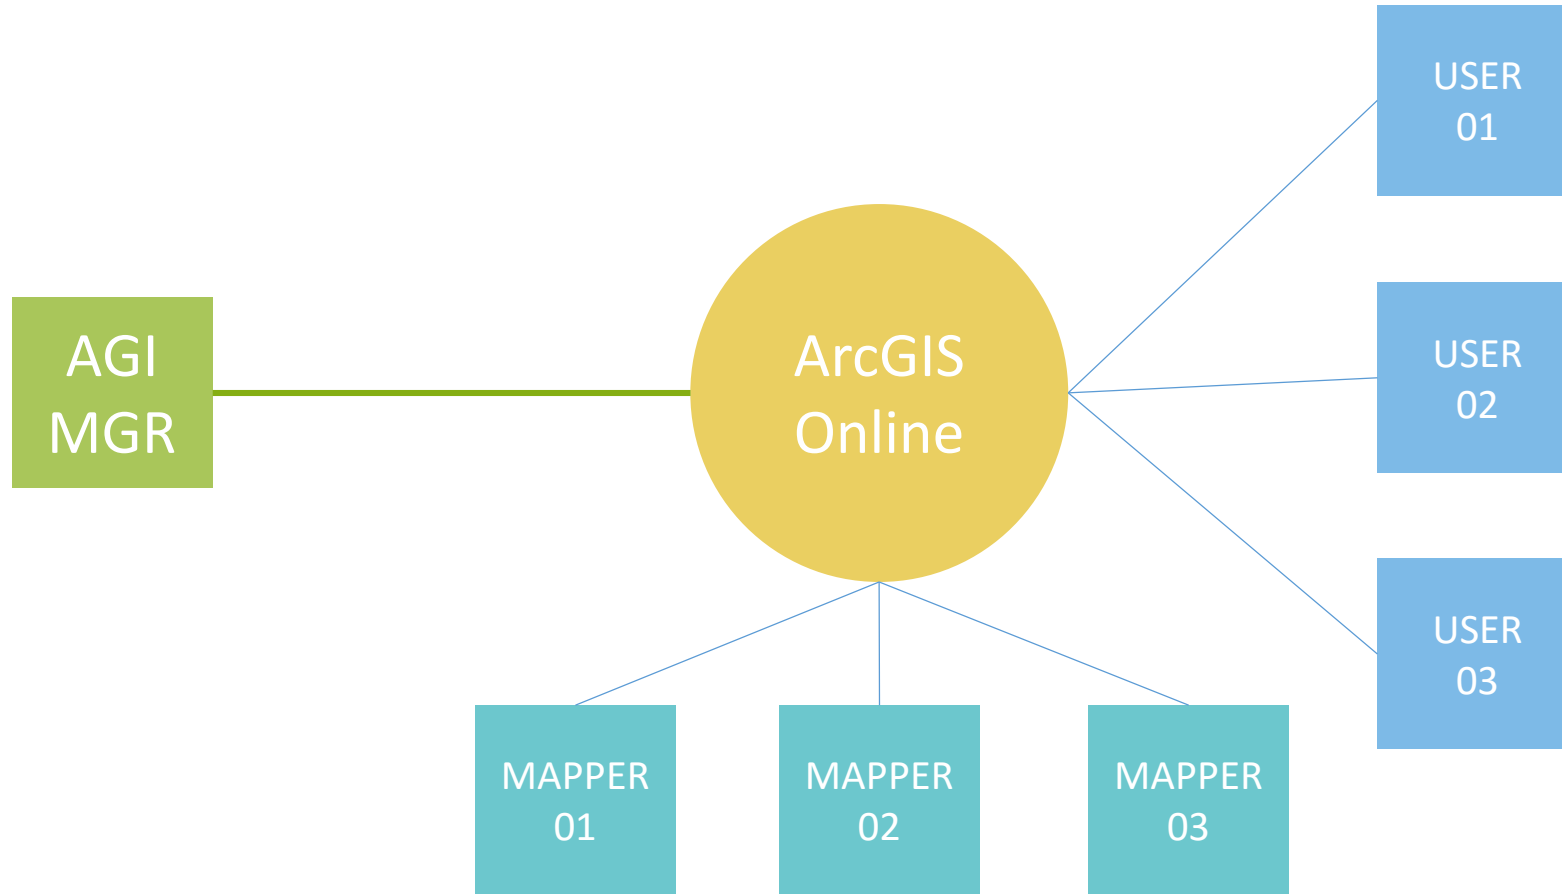 AGI
MGR
ArcGIS
Online
USER
01
USER
02
USER
03
MAPPER
01
MAPPER
02
MAPPER
03